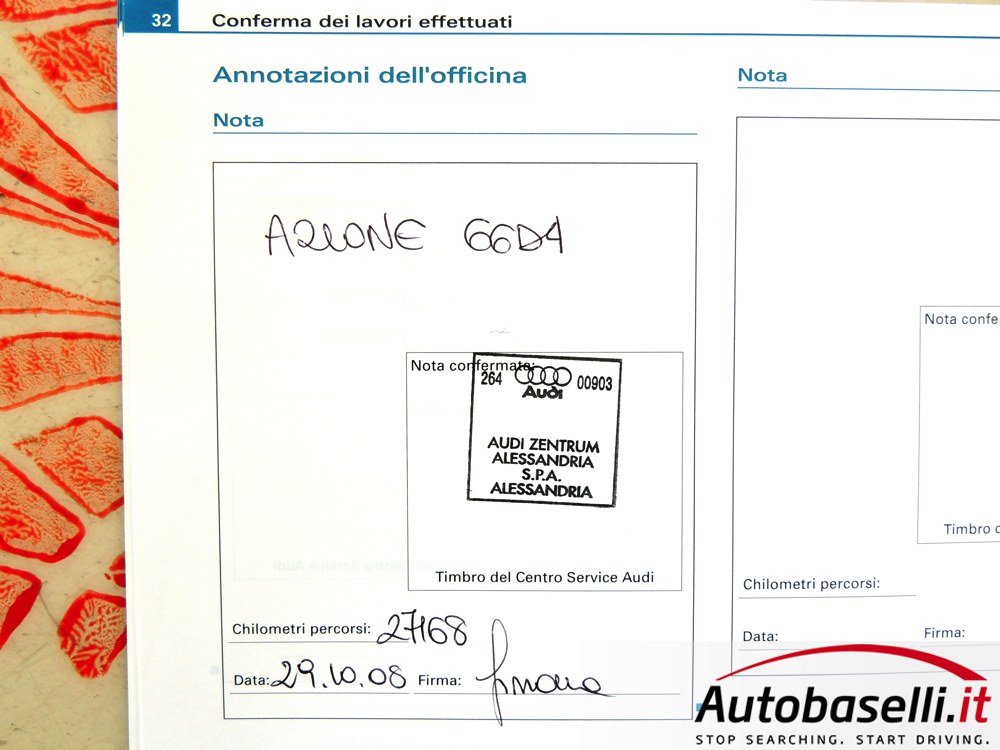 32 Conferma dei lavori effettuati
Annotazioni dell'officina
Nota
AZIONE 66D4
Nota confermata:
264 00903
Audi
AUDI ZENTRUM
ALESSANDRIA
S.P.A.
ALESSANDRIA
Timbro del Centro Service Audi
Chilometri percorsi: 27168
Data: 29.10.08 Firma:
Nota
Nota confe
Timbro d
Chilometri percorsi:
Data: Firma:
Autobaselli.it
STOP SEARCHING. START DRIVING.